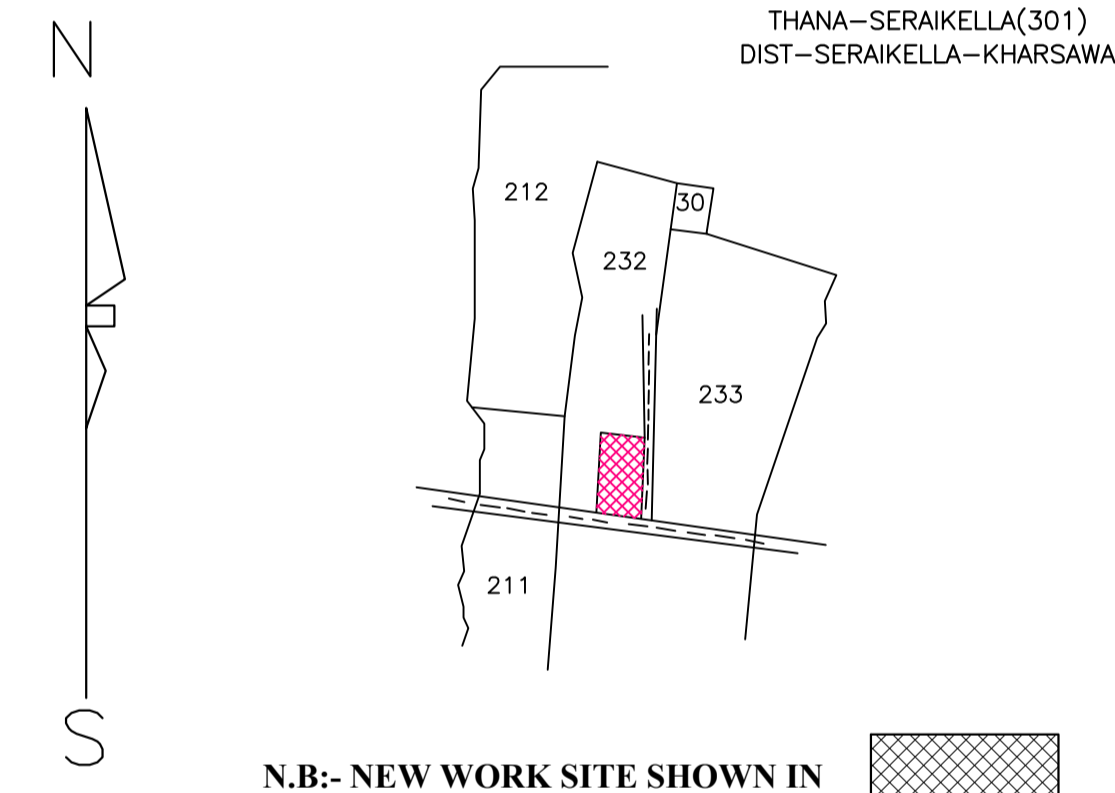 N
THANA-SERAIKELLA(301)
DIST-SERAIKELLA-KHARSAWA
212
30
232
233
211
S
N.B:- NEW WORK SITE SHOWN IN